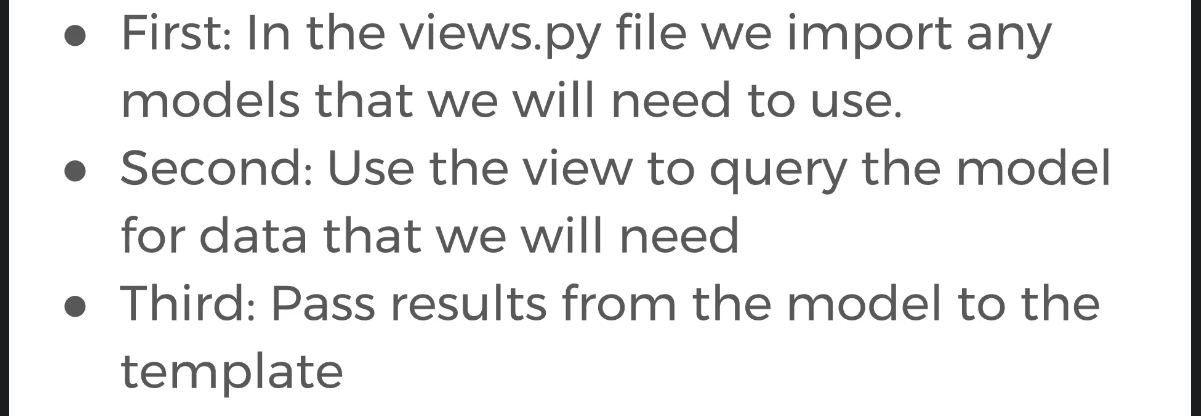 ● First: In the views.py file we import any
models that we will need to use.
● Second: Use the view to query the model
for data that we will need
● Third: Pass results from the model to the
template